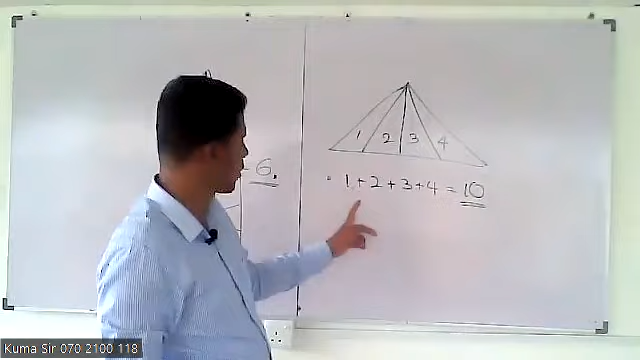 - 6.
1 2 3 4
• 1 + 2 + 3 + 4 = 10
Kuma Sir 070 2100 118